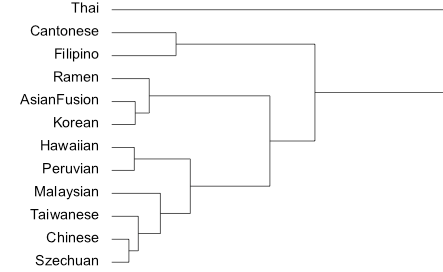 Thai
Cantonese
Filipino
Ramen
AsianFusion
Korean
Hawaiian
Peruvian
Malaysian
Taiwanese
Chinese
Szechuan